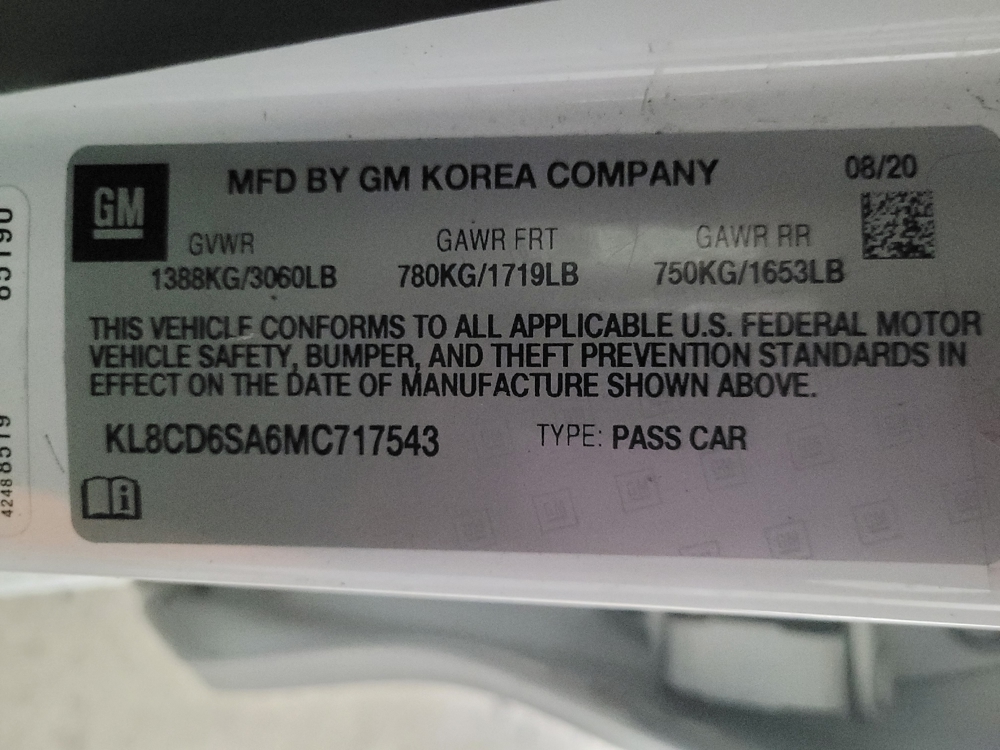 GM
MFD BY GM KOREA COMPANY
08/20
GVWR GAWR FRT GAWR RR
1388KG/3060LB 780KG/1719LB 750KG/1653LB
THIS VEHICLE CONFORMS TO ALL APPLICABLE U.S. FEDERAL MOTOR
VEHICLE SAFETY, BUMPER, AND THEFT PREVENTION STANDARDS IN
EFFECT ON THE DATE OF MANUFACTURE SHOWN ABOVE.
KL8CD6SA6MC717543 TYPE: PASS CAR
42488519